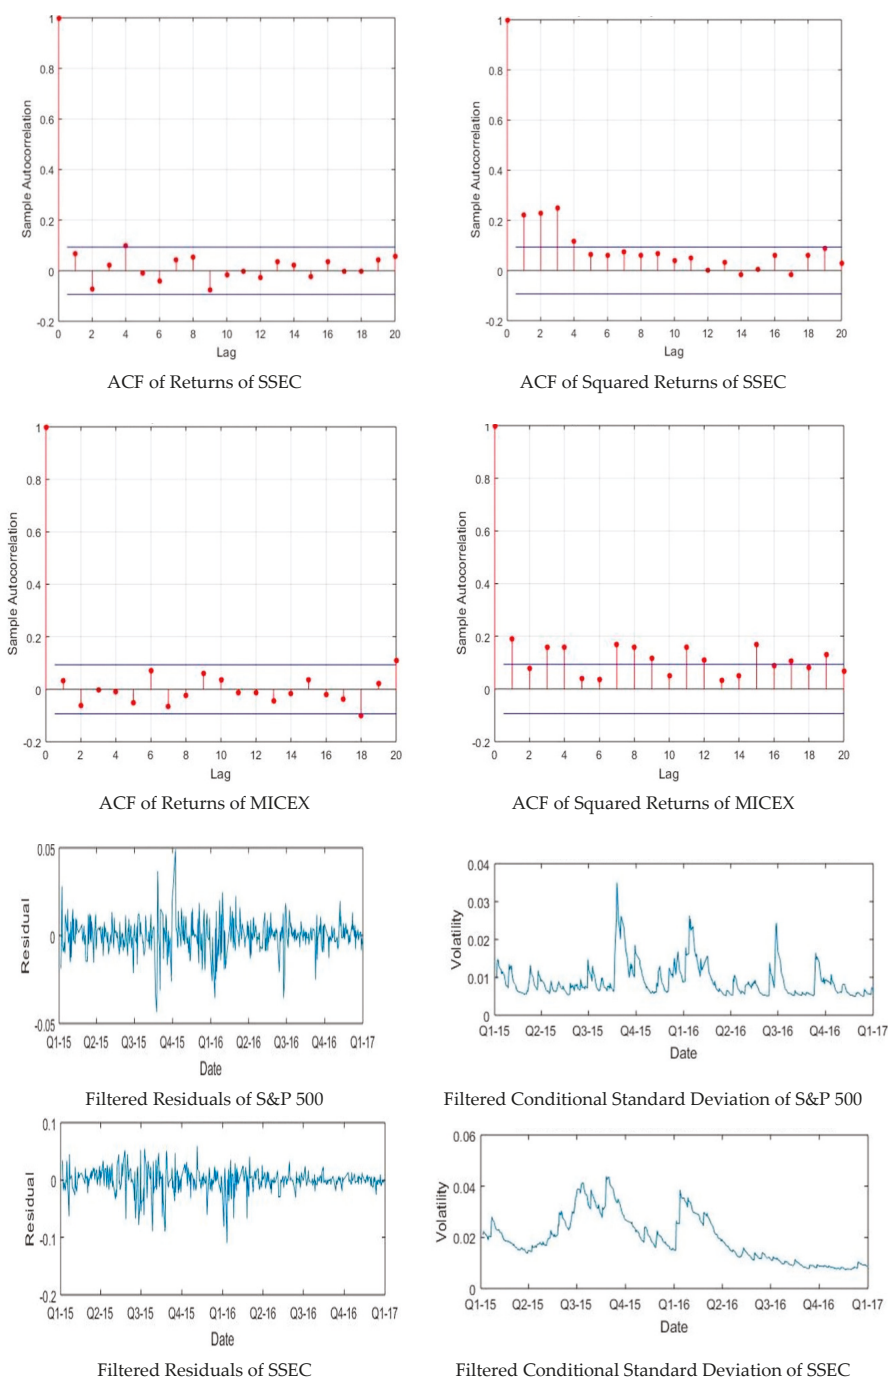 1
0.8
0.6
0.4
0.2
0
-0.2
Sample Autocorrelation
0 2 4 6 8 10 12 14 16 18 20
Lag
ACF of Returns of SSEC
1
0.8
0.6
0.4
0.2
0
-0.2
Sample Autocorrelation
0 2 4 6 8 10 12 14 16 18 20
Lag
ACF of Squared Returns of SSEC
1
0.8
0.6
0.4
0.2
0
-0.2
Sample Autocorrelation
0 2 4 6 8 10 12 14 16 18 20
Lag
ACF of Returns of MICEX
1
0.8
0.6
0.4
0.2
0
-0.2
Sample Autocorrelation
0 2 4 6 8 10 12 14 16 18 20
Lag
ACF of Squared Returns of MICEX
0.05
0
-0.05
Residual
Q1-15 Q2-15 Q3-15 Q4-15 Q1-16 Q2-16 Q3-16 Q4-16 Q1-17
Date
Filtered Residuals of S&P 500
0.04
0.03
0.02
0.01
0
Volatility
Q1-15 Q2-15 Q3-15 Q4-15 Q1-16 Q2-16 Q3-16 Q4-16 Q1-17
Date
Filtered Conditional Standard Deviation of S&P 500
0.1
0
-0.1
-0.2
Residual
Q1-15 Q2-15 Q3-15 Q4-15 Q1-16 Q2-16 Q3-16 Q4-16 Q1-17
Date
Filtered Residuals of SSEC
0.06
0.04
0.02
0
Volatility
Q1-15 Q2-15 Q3-15 Q4-15 Q1-16 Q2-16 Q3-16 Q4-16 Q1-17
Date
Filtered Conditional Standard Deviation of SSEC